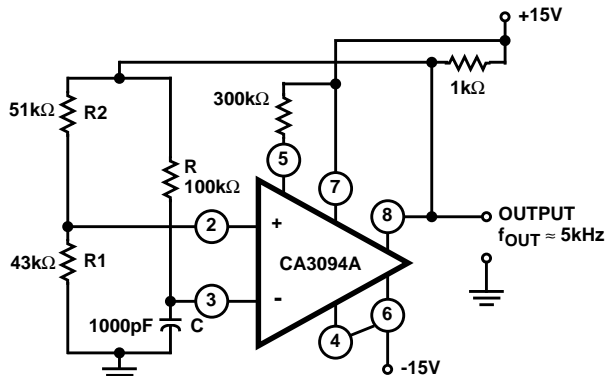 +15V
300kΩ
1kΩ
51kΩ R2
R
100kΩ
5
7
8
OUTPUT
fOUT ≈ 5kHz
2
+
CA3094A
43kΩ R1
3
-
1000pF C
4
6
-15V